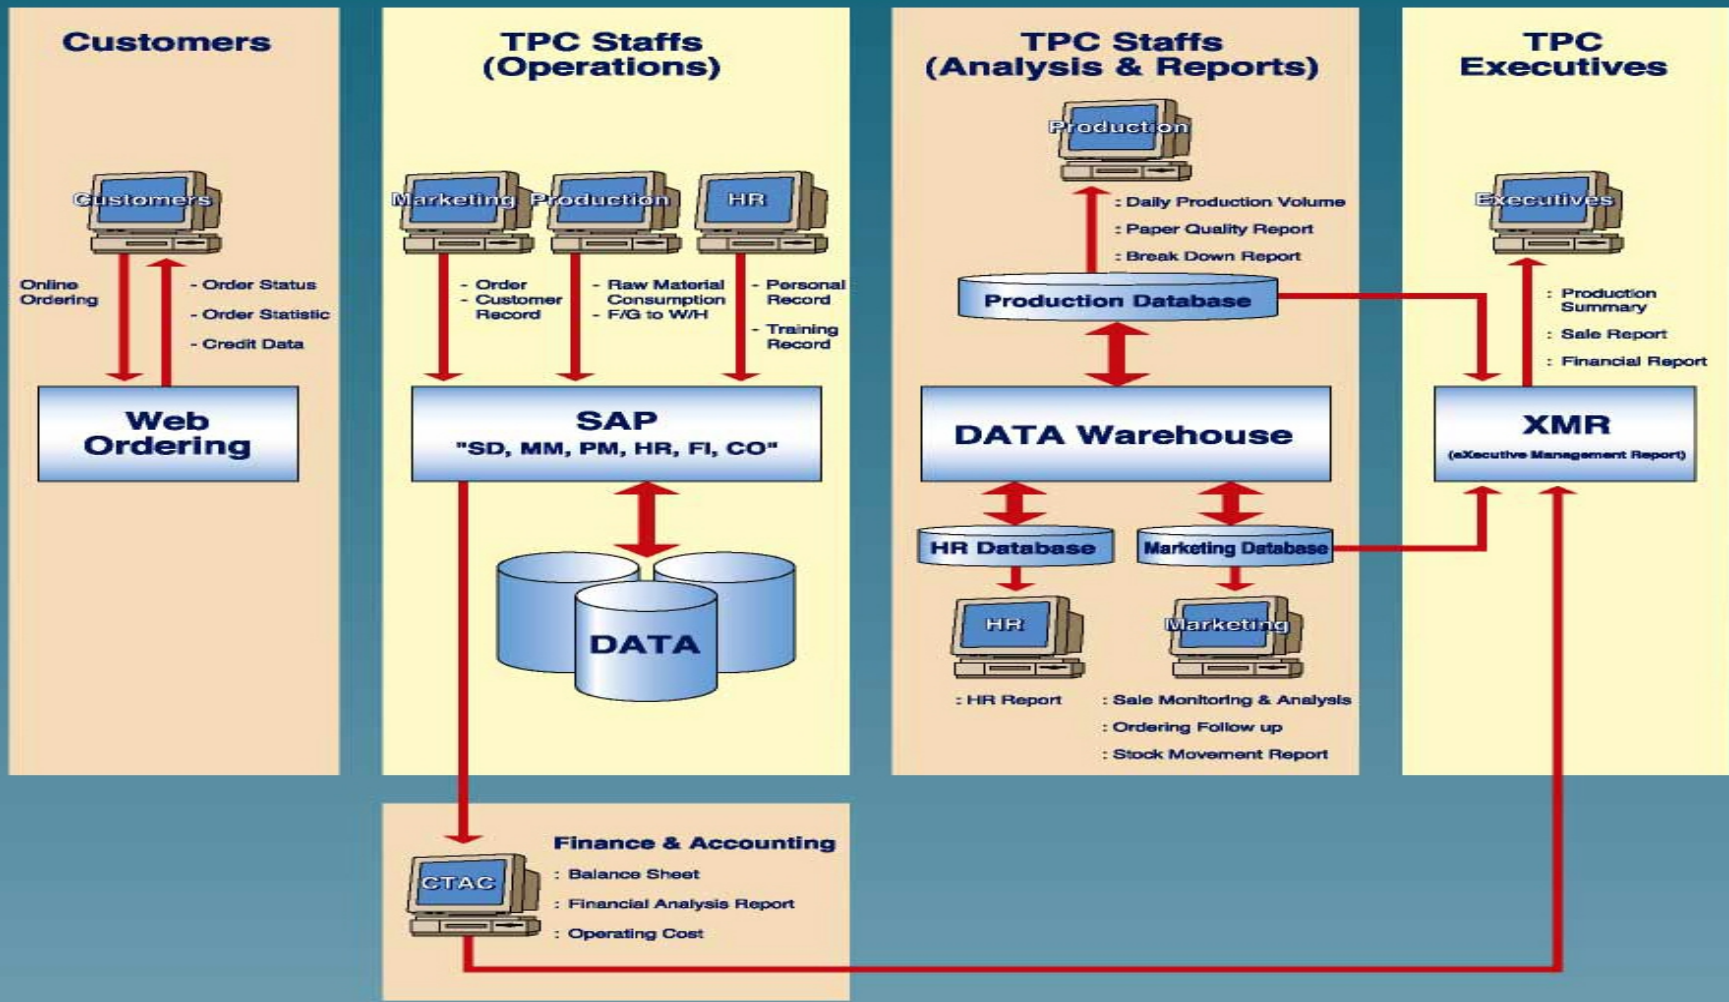 Customers
Customers
Online
Ordering
- Order Status
- Order Statistic
- Credit Data
Web
Ordering
TPC Staffs
(Operations)
Marketing
Production
HR
- Order
- Customer
Record
- Raw Material
Consumption
- F/G to W/H
- Personal
Record
- Training
Record
SAP
"SD, MM, PM, HR, FI, CO"
DATA
TPC Staffs
(Analysis & Reports)
Production
: Daily Production Volume
: Paper Quality Report
: Break Down Report
Production Database
DATA Warehouse
HR Database
Marketing Database
HR
Marketing
: HR Report
: Sale Monitoring & Analysis
: Ordering Follow up
: Stock Movement Report
TPC
Executives
Executives
: Production
Summary
: Sale Report
: Financial Report
XMR
(eXecutive Management Report)
CTAC
Finance & Accounting
: Balance Sheet
: Financial Analysis Report
: Operating Cost